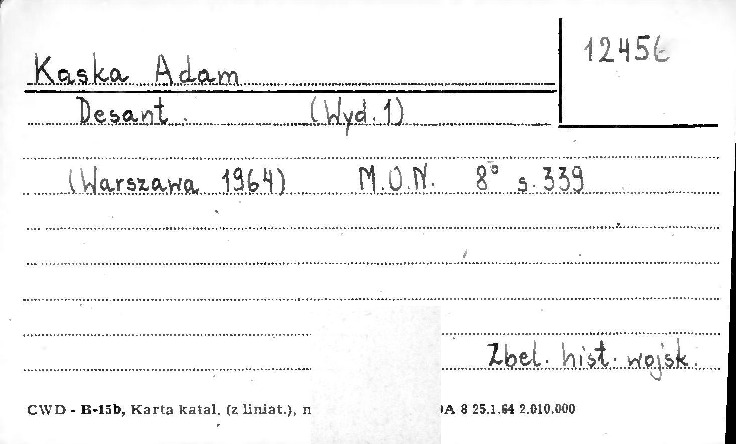 Kaska Adam
Desant. (Wyd. 1)
(Warszawa 1964) M.O.N. 8° s. 339
Zbel. hist. wojsk.
CWD - B-15b, Karta katal. (z liniat.), n 8 25.1.64 2.010.000